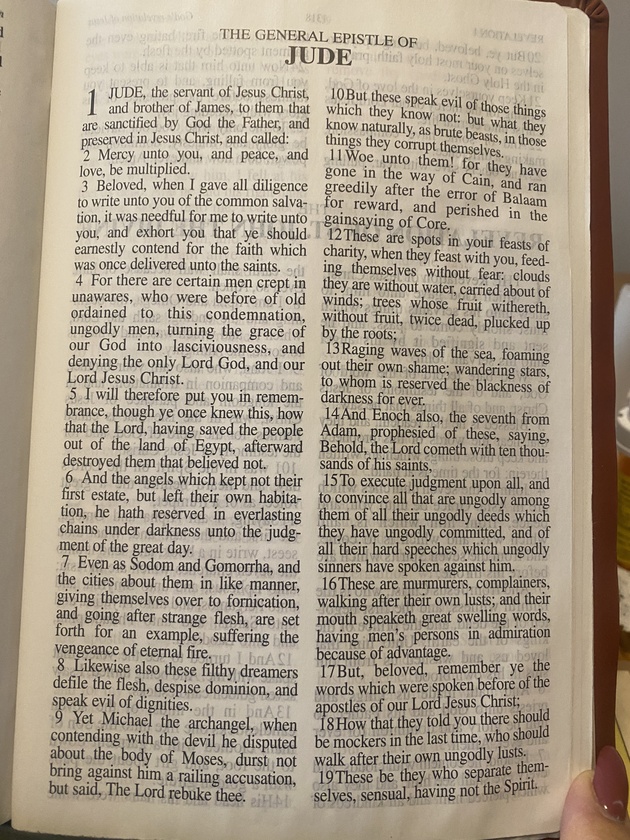 THE GENERAL EPISTLE OF
JUDE
1 JUDE, the servant of Jesus Christ,
and brother of James, to them that
are sanctified by God the Father, and
preserved in Jesus Christ, and called:
2 Mercy unto you, and peace, and
love, be multiplied.
3 Beloved, when I gave all diligence
to write unto you of the common salva-
tion, it was needful for me to write unto
you, and exhort you that ye should
earnestly contend for the faith which
was once delivered unto the saints.
4 For there are certain men crept in
unawares, who were before of old
ordained to this condemnation,
ungodly men, turning the grace of
our God into lasciviousness, and
denying the only Lord God, and our
Lord Jesus Christ.
5 I will therefore put you in remem-
brance, though ye once knew this, how
that the Lord, having saved the people
out of the land of Egypt, afterward
destroyed them that believed not.
6 And the angels which kept not their
first estate, but left their own habita-
tion, he hath reserved in everlasting
chains under darkness unto the judg-
ment of the great day.
7 Even as Sodom and Gomorrha, and
the cities about them in like manner,
giving themselves over to fornication,
and going after strange flesh, are set
forth for an example, suffering the
vengeance of eternal fire.
8 Likewise also these filthy dreamers
defile the flesh, despise dominion, and
speak evil of dignities.
9 Yet Michael the archangel, when
contending with the devil he disputed
about the body of Moses, durst not
bring against him a railing accusation,
but said, The Lord rebuke thee.
10 But these speak evil of those things
which they know not: but what they
know naturally, as brute beasts, in those
things they corrupt themselves.
11 Woe unto them! for they have
gone in the way of Cain, and ran
greedily after the error of Balaam
for reward, and perished in the
gainsaying of Core.
12 These are spots in your feasts of
charity, when they feast with you, feed-
ing themselves without fear: clouds
they are without water, carried about of
winds; trees whose fruit withereth,
without fruit, twice dead, plucked up
by the roots;
13 Raging waves of the sea, foaming
out their own shame; wandering stars,
to whom is reserved the blackness of
darkness for ever.
14 And Enoch also, the seventh from
Adam, prophesied of these, saying,
Behold, the Lord cometh with ten thou-
sands of his saints,
15 To execute judgment upon all, and
to convince all that are ungodly among
them of all their ungodly deeds which
they have ungodly committed, and of
all their hard speeches which ungodly
sinners have spoken against him.
16 These are murmurers, complainers,
walking after their own lusts; and their
mouth speaketh great swelling words,
having men's persons in admiration
because of advantage.
17 But, beloved, remember ye the
words which were spoken before of the
apostles of our Lord Jesus Christ;
18 How that they told you there should
be mockers in the last time, who should
walk after their own ungodly lusts.
19 These be they who separate them-
selves, sensual, having not the Spirit.